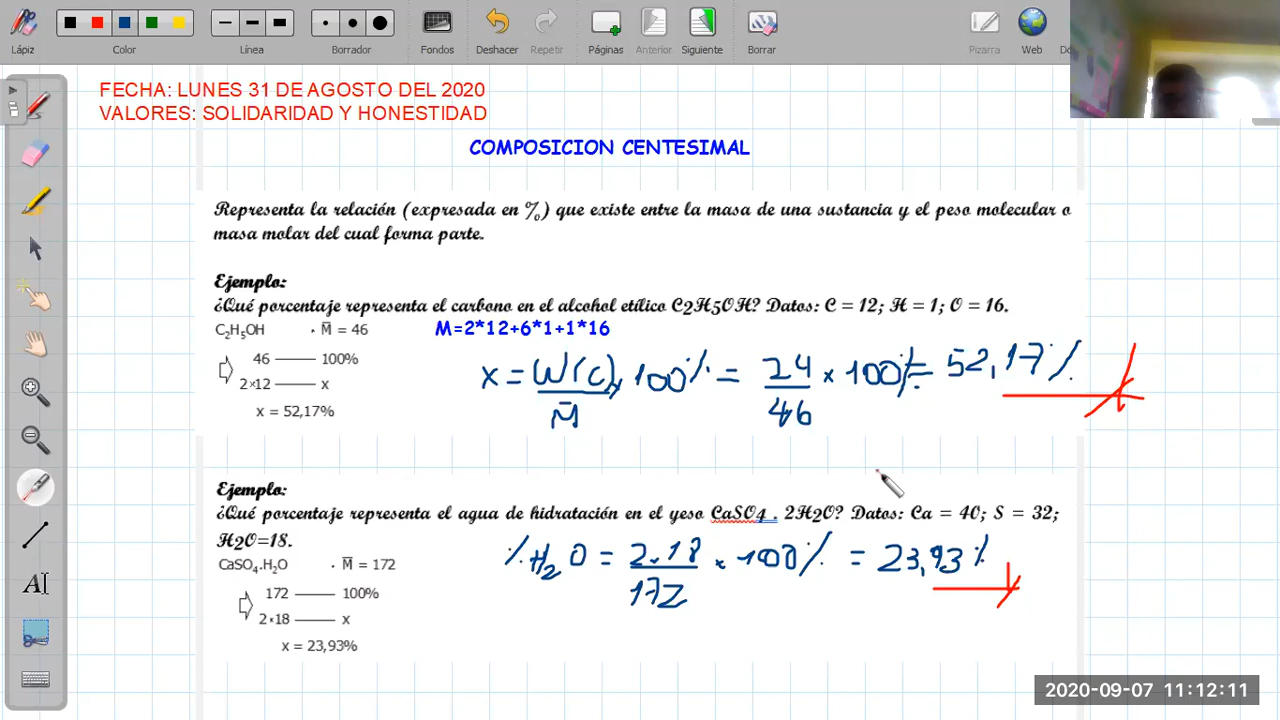 Lápiz Color Línea Borrador Fondos Deshacer Repetir Páginas Anterior Siguiente Borrar Pizarra Web
FECHA: LUNES 31 DE AGOSTO DEL 2020
VALORES: SOLIDARIDAD Y HONESTIDAD
COMPOSICION CENTESIMAL
Representa la relación (expresada en %) que existe entre la masa de una sustancia y el peso molecular o
masa molar del cual forma parte.
Ejemplo:
¿Qué porcentaje representa el carbono en el alcohol etílico C2H5OH? Datos: C = 12; H = 1; O = 16.
C₂H₅OH · M̄ = 46 M=2*12+6*1+1*16
46 —— 100%
2×12 —— x
x = 52,17%
x = W(C)/M̄ × 100% = 24/46 × 100% = 52,17%
Ejemplo:
¿Qué porcentaje representa el agua de hidratación en el yeso CaSO4 . 2H2O? Datos: Ca = 40; S = 32;
H2O=18.
CaSO₄.H₂O · M̄ = 172
172 —— 100%
2×18 —— x
x = 23,93%
% H₂O = 2.18/172 × 100% = 23,93%
2020-09-07 11:12:11